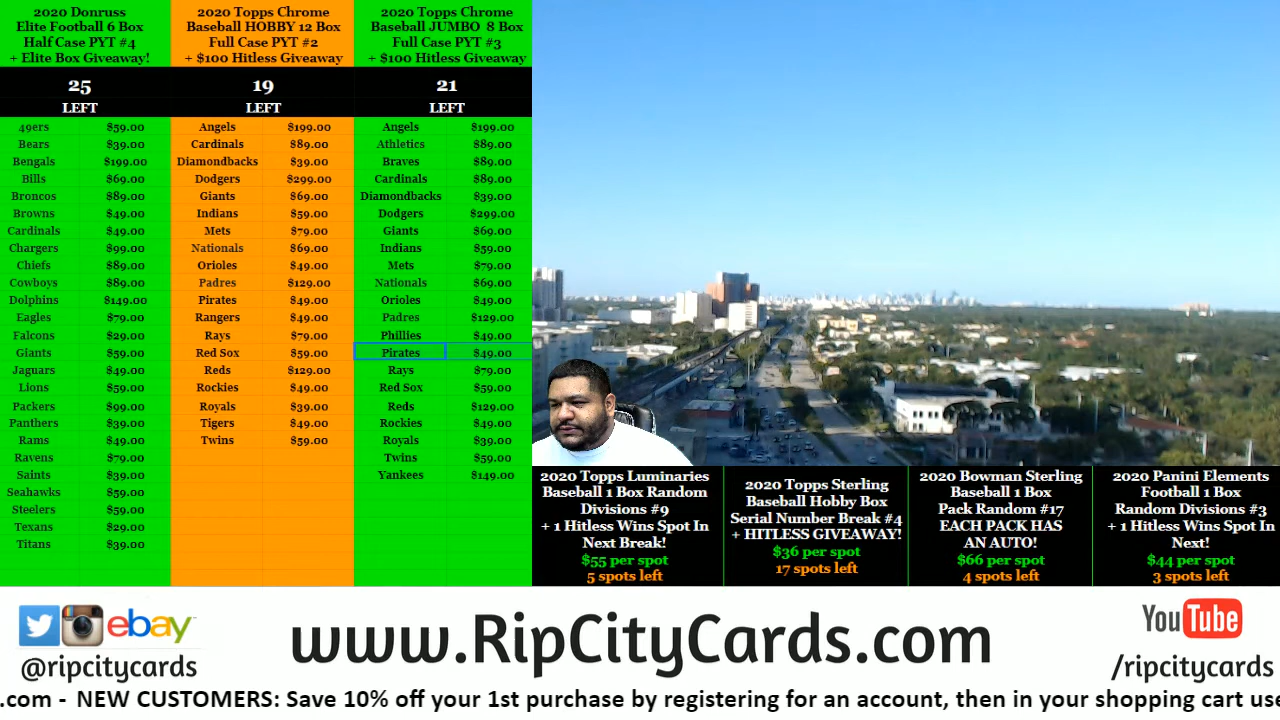 2020 Donruss
Elite Football 6 Box
Half Case PYT #4
+ Elite Box Giveaway!
25
LEFT
49ers $59.00
Bears $39.00
Bengals $199.00
Bills $69.00
Broncos $89.00
Browns $49.00
Cardinals $49.00
Chargers $99.00
Chiefs $89.00
Cowboys $89.00
Dolphins $149.00
Eagles $79.00
Falcons $29.00
Giants $59.00
Jaguars $49.00
Lions $59.00
Packers $99.00
Panthers $39.00
Rams $49.00
Ravens $79.00
Saints $39.00
Seahawks $59.00
Steelers $59.00
Texans $29.00
Titans $39.00
2020 Topps Chrome
Baseball HOBBY 12 Box
Full Case PYT #2
+ $100 Hitless Giveaway
19
LEFT
Angels $199.00
Cardinals $89.00
Diamondbacks $39.00
Dodgers $299.00
Giants $69.00
Indians $59.00
Mets $79.00
Nationals $69.00
Orioles $49.00
Padres $129.00
Pirates $49.00
Rangers $49.00
Rays $79.00
Red Sox $59.00
Reds $129.00
Rockies $49.00
Royals $39.00
Tigers $49.00
Twins $59.00
2020 Topps Chrome
Baseball JUMBO 8 Box
Full Case PYT #3
+ $100 Hitless Giveaway
21
LEFT
Angels $199.00
Athletics $89.00
Braves $89.00
Cardinals $89.00
Diamondbacks $39.00
Dodgers $299.00
Giants $69.00
Indians $59.00
Mets $79.00
Nationals $69.00
Orioles $49.00
Padres $129.00
Phillies $49.00
Pirates $49.00
Rays $79.00
Red Sox $59.00
Reds $129.00
Rockies $49.00
Royals $39.00
Twins $59.00
Yankees $149.00
2020 Topps Luminaries
Baseball 1 Box Random
Divisions #9
+ 1 Hitless Wins Spot In
Next Break!
$55 per spot
5 spots left
2020 Topps Sterling
Baseball Hobby Box
Serial Number Break #4
+ HITLESS GIVEAWAY!
$36 per spot
17 spots left
2020 Bowman Sterling
Baseball 1 Box
Pack Random #17
EACH PACK HAS
AN AUTO!
$66 per spot
4 spots left
2020 Panini Elements
Football 1 Box
Random Divisions #3
+ 1 Hitless Wins Spot In
Next!
$44 per spot
3 spots left
ebay
@ripcitycards
www.RipCityCards.com
YouTube
/ripcitycards
.com - NEW CUSTOMERS: Save 10% off your 1st purchase by registering for an account, then in your shopping cart use